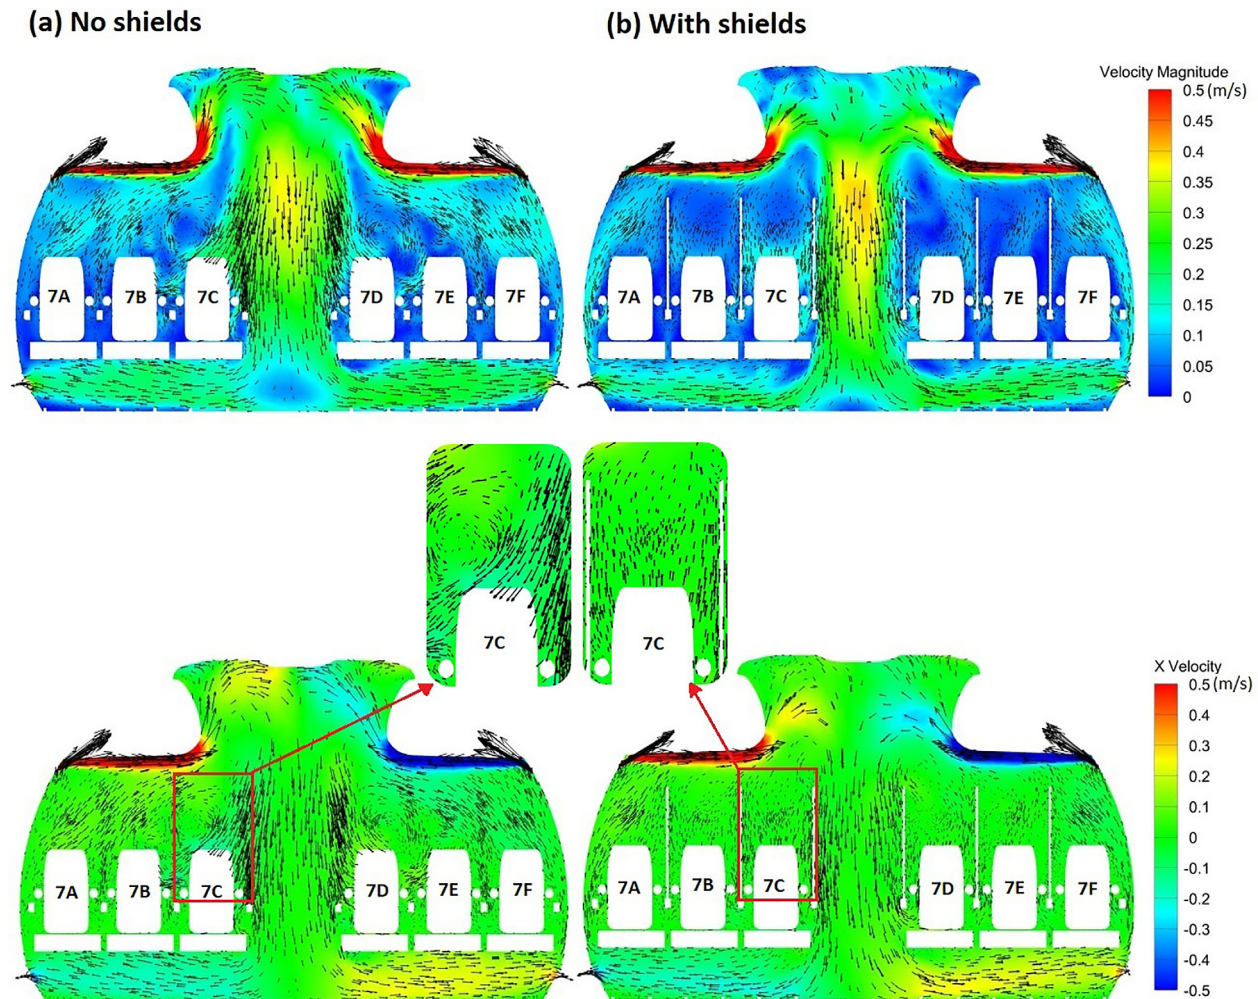 (a) No shields
(b) With shields
Velocity Magnitude
0.5 (m/s)
0.45
0.4
0.35
0.3
0.25
0.2
0.15
0.1
0.05
0
7A 7B 7C 7D 7E 7F
7A 7B 7C 7D 7E 7F
7C 7C
X Velocity
0.5 (m/s)
0.4
0.3
0.2
0.1
0
-0.1
-0.2
-0.3
-0.4
-0.5
7A 7B 7C 7D 7E 7F
7A 7B 7C 7D 7E 7F